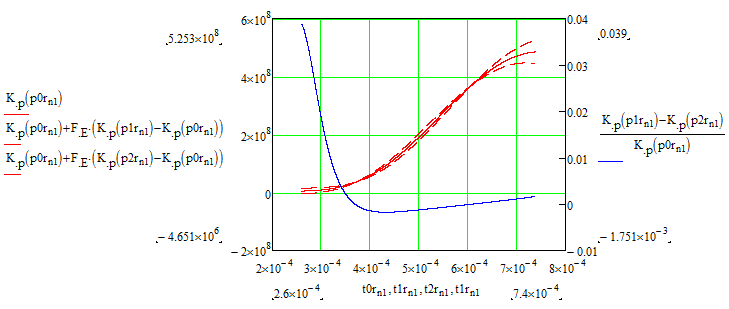 5.253×10⁸
6×10⁸
4×10⁸
2×10⁸
0
−2×10⁸
−4.651×10⁶
K.p(p0rn1)
K.p(p0rn1)+F.E·(K.p(p1rn1)−K.p(p0rn1))
K.p(p0rn1)+F.E·(K.p(p2rn1)−K.p(p0rn1))
0.04
0.03
0.02
0.01
0
−0.01
0.039
K.p(p1rn1)−K.p(p2rn1)
K.p(p0rn1)
−1.751×10⁻³
2×10⁻⁴ 3×10⁻⁴ 4×10⁻⁴ 5×10⁻⁴ 6×10⁻⁴ 7×10⁻⁴ 8×10⁻⁴
2.6×10⁻⁴ t0rn1,t1rn1,t2rn1,t1rn1 7.4×10⁻⁴